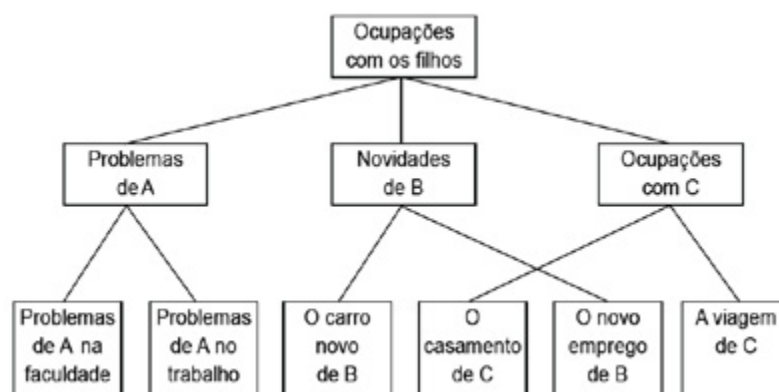 Ocupações
com os filhos
Problemas
de A
Novidades
de B
Ocupações
com C
Problemas
de A na
faculdade
Problemas
de A no
trabalho
O carro
novo
de B
O
casamento
de C
O novo
emprego
de B
A viagem
de C